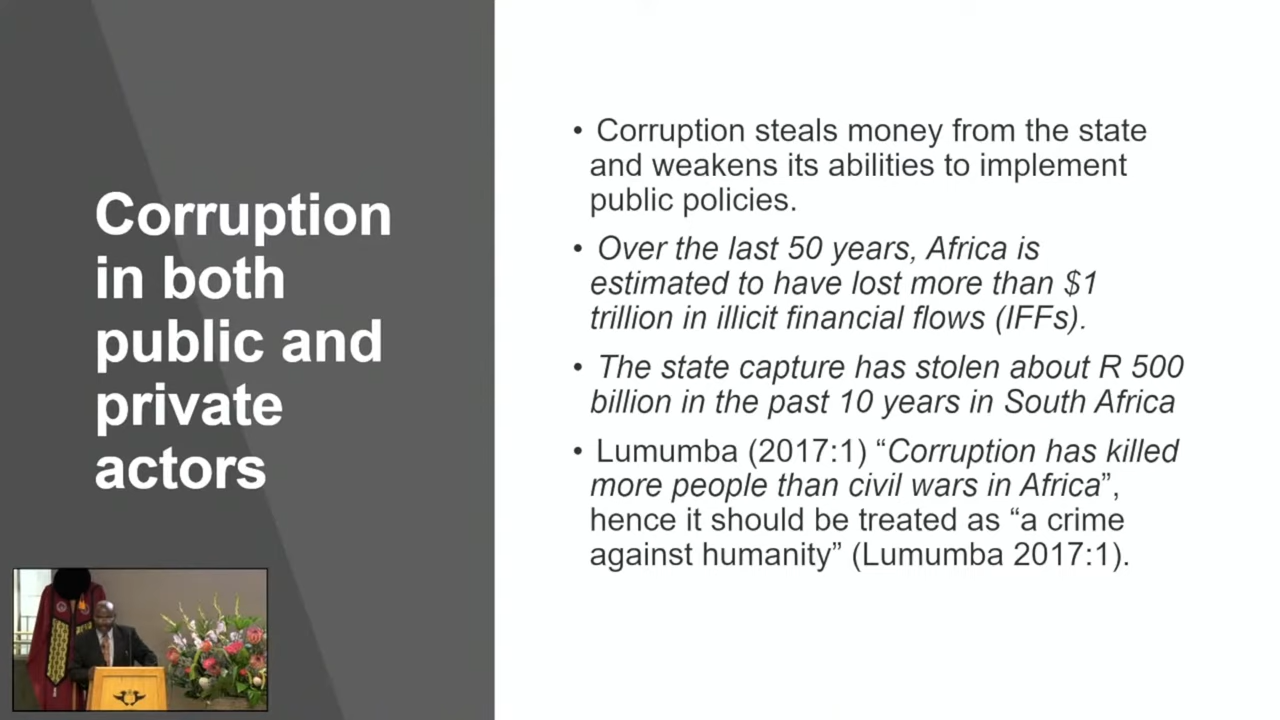 Corruption
in both
public and
private
actors
• Corruption steals money from the state
and weakens its abilities to implement
public policies.
• Over the last 50 years, Africa is
estimated to have lost more than $1
trillion in illicit financial flows (IFFs).
• The state capture has stolen about R 500
billion in the past 10 years in South Africa
• Lumumba (2017:1) “Corruption has killed
more people than civil wars in Africa”,
hence it should be treated as “a crime
against humanity” (Lumumba 2017:1).